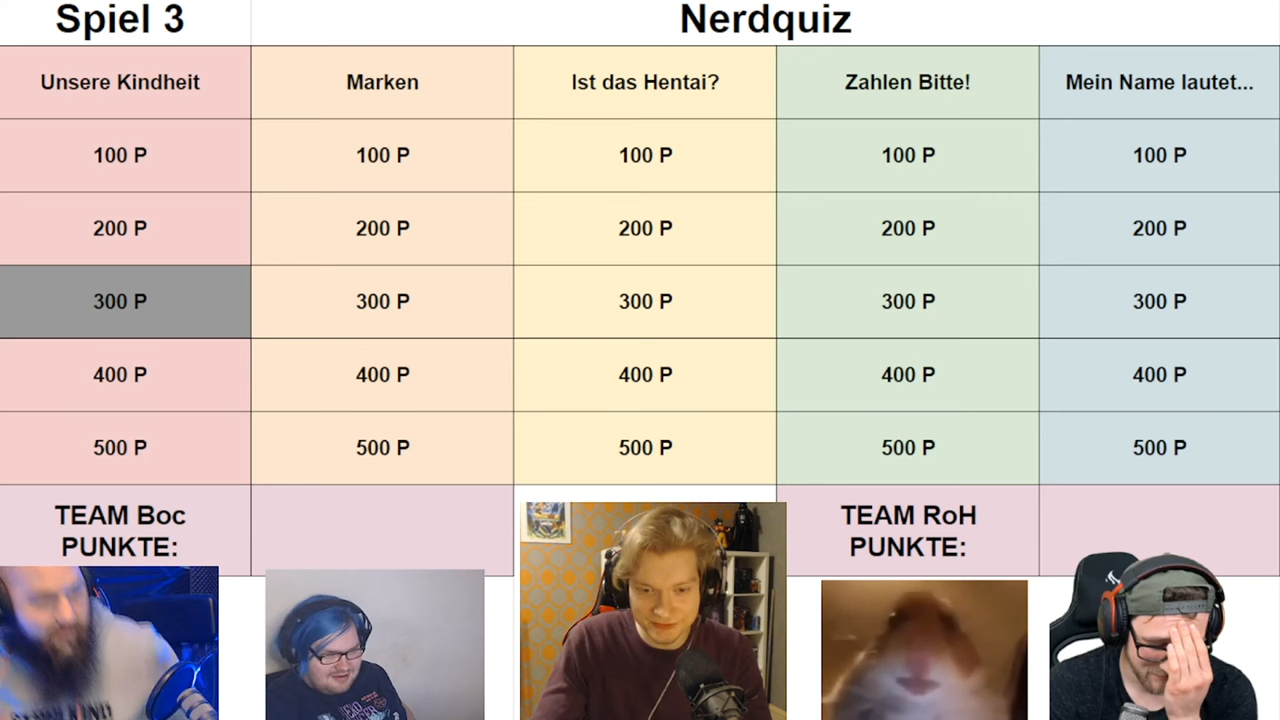 Spiel 3 Nerdquiz
Unsere Kindheit Marken Ist das Hentai? Zahlen Bitte! Mein Name lautet...
100 P 100 P 100 P 100 P 100 P
200 P 200 P 200 P 200 P 200 P
300 P 300 P 300 P 300 P 300 P
400 P 400 P 400 P 400 P 400 P
500 P 500 P 500 P 500 P 500 P
TEAM Boc TEAM RoH
PUNKTE: PUNKTE: